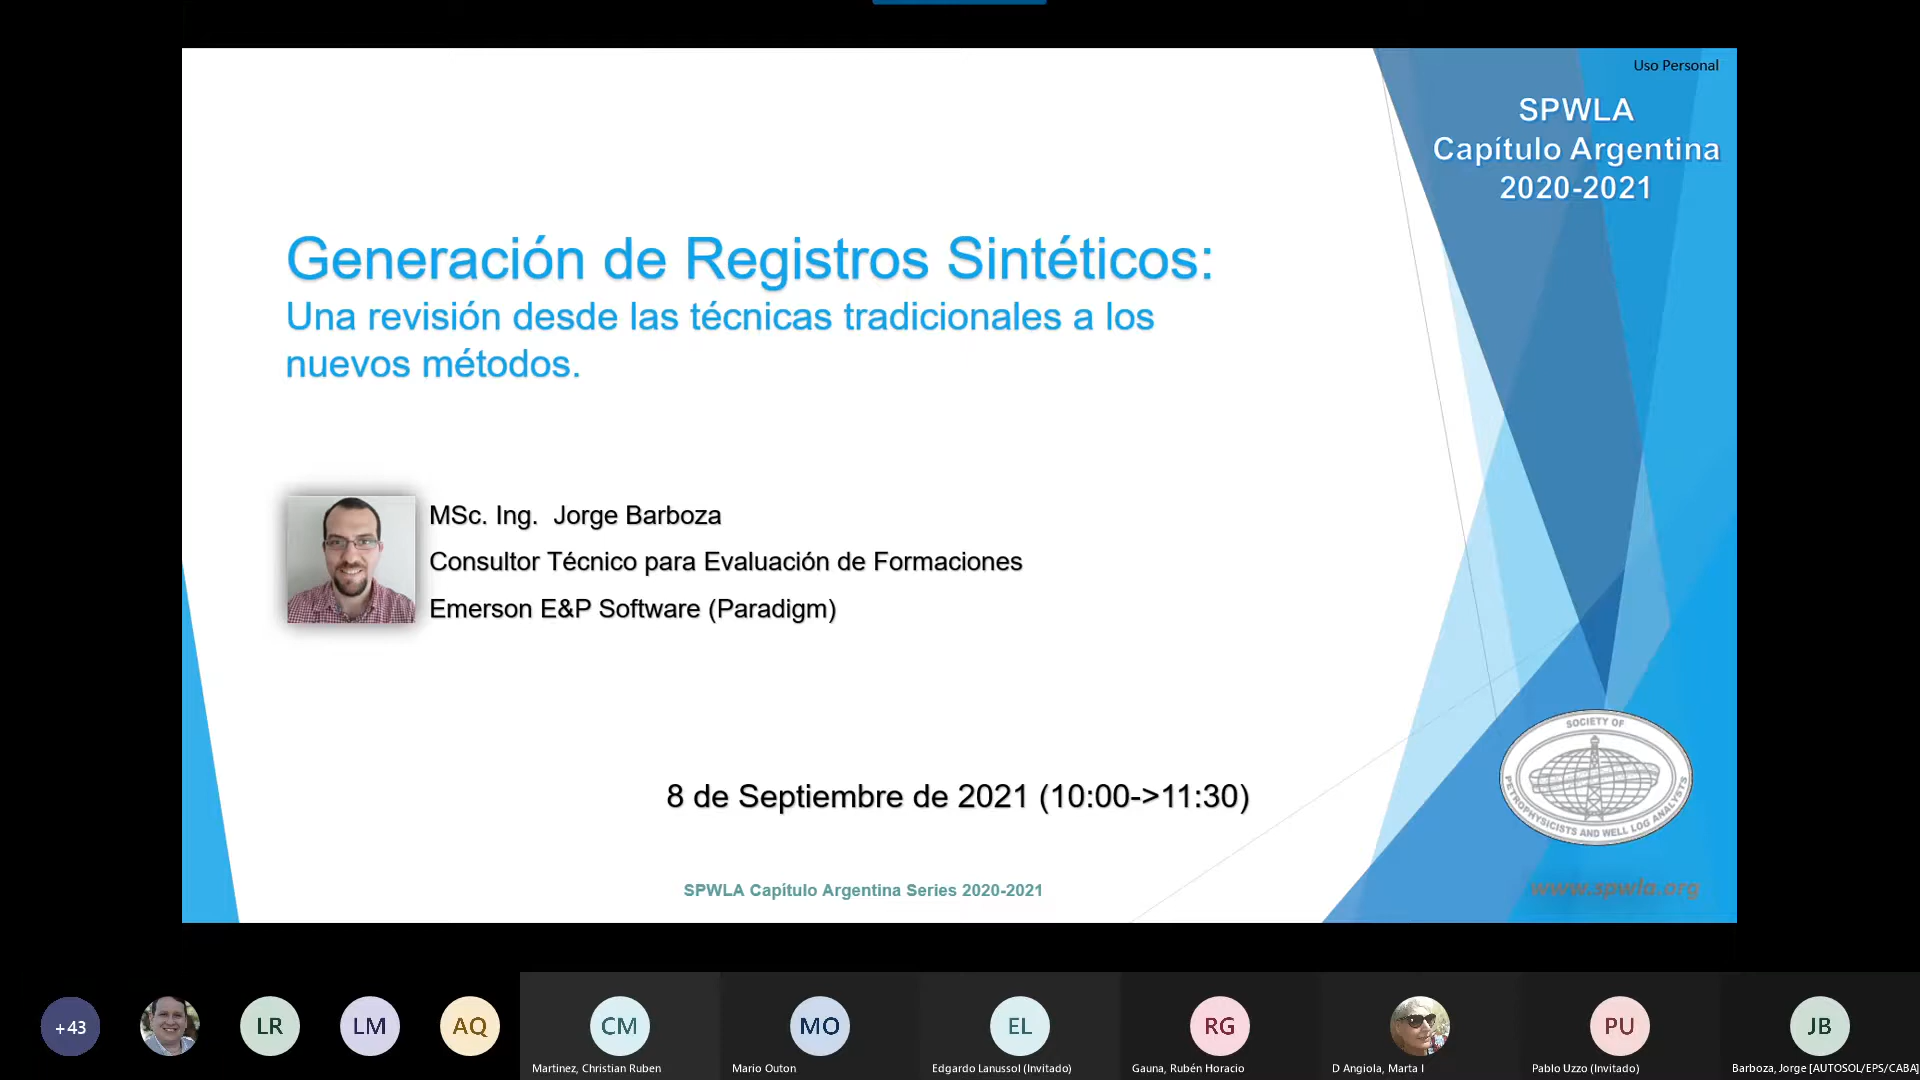 Uso Personal
SPWLA
Capítulo Argentina
2020-2021
Generación de Registros Sintéticos:
Una revisión desde las técnicas tradicionales a los
nuevos métodos.
MSc. Ing.  Jorge Barboza
Consultor Técnico para Evaluación de Formaciones
Emerson E&P Software (Paradigm)
8 de Septiembre de 2021 (10:00->11:30)
SOCIETY OF
PETROPHYSICISTS AND WELL LOG ANALYSTS
www.spwla.org
SPWLA Capítulo Argentina Series 2020-2021
+43
LR
LM
AQ
CM
MO
EL
RG
PU
JB
Martinez, Christian Ruben
Mario Outon
Edgardo Lanussol (Invitado)
Gauna, Rubén Horacio
D Angiola, Marta I
Pablo Uzzo (Invitado)
Barboza, Jorge [AUTOSOL/EPS/CABA]